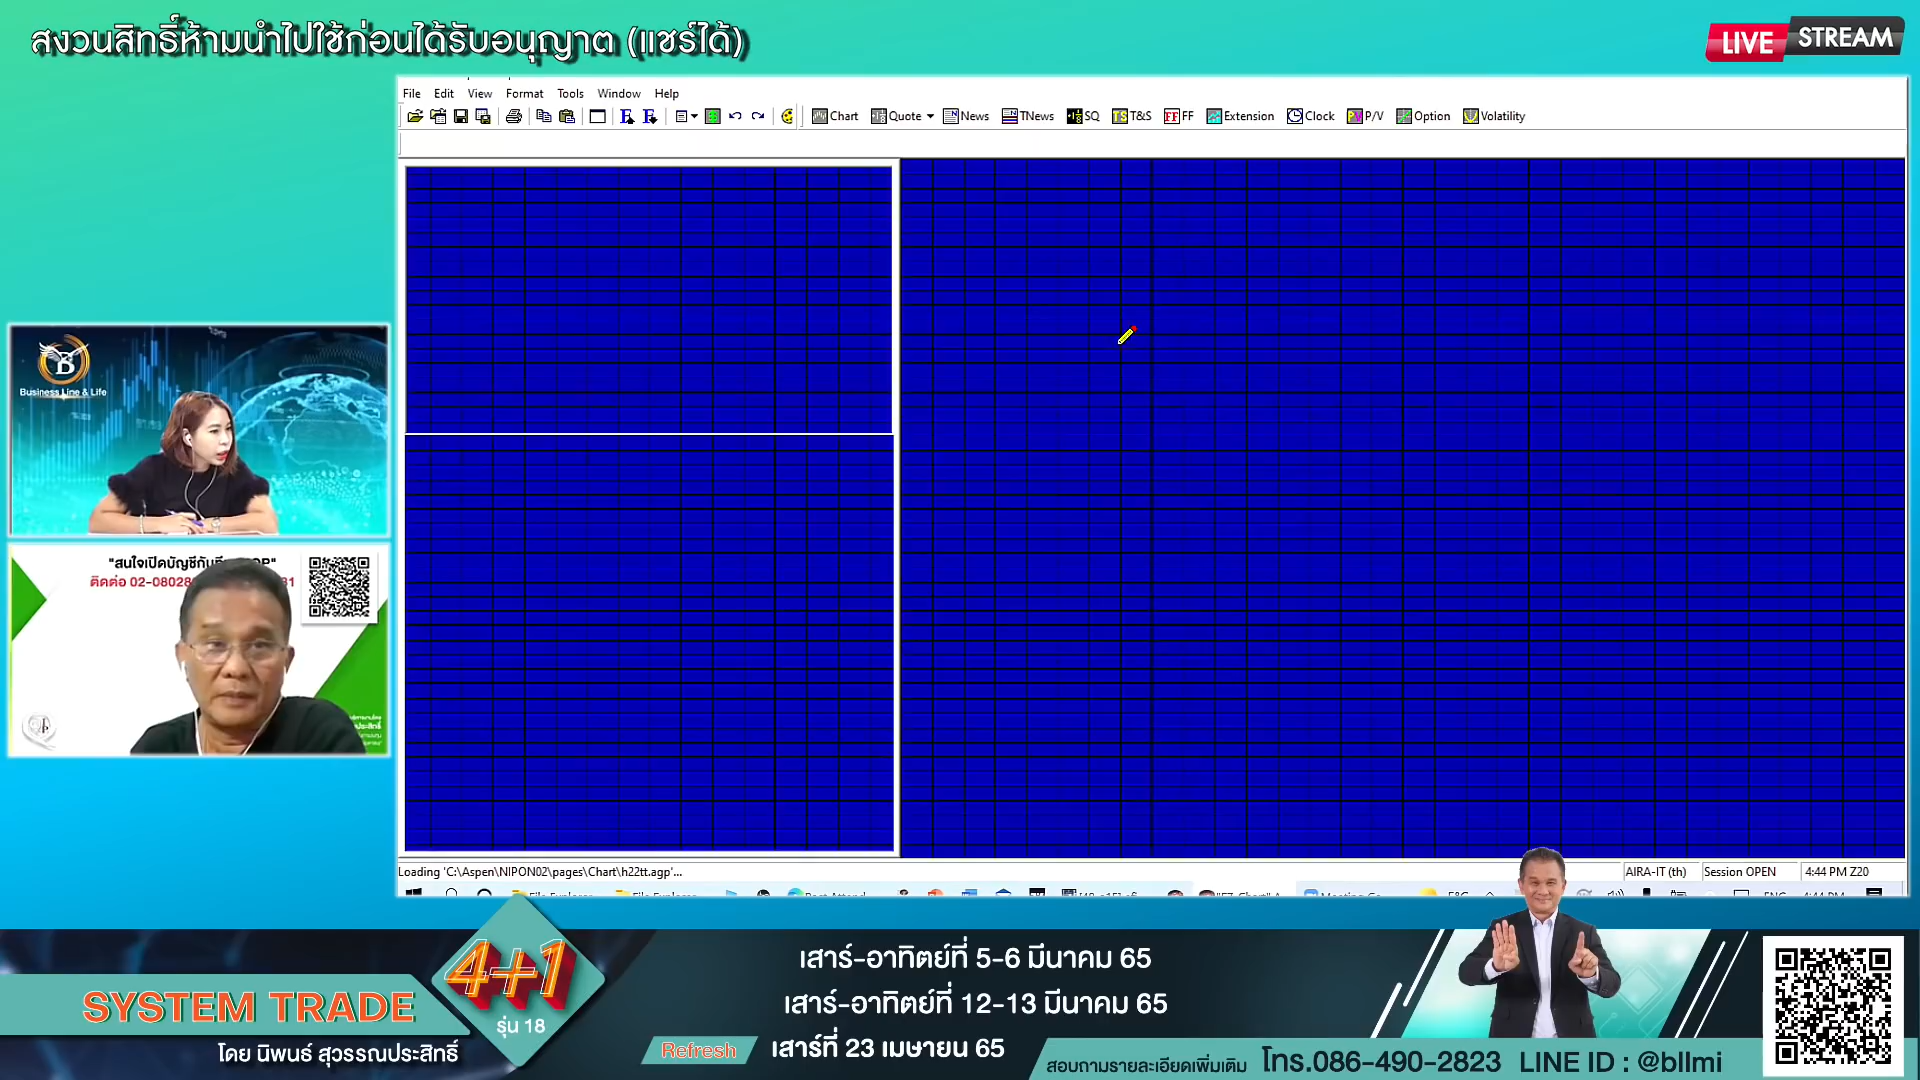 สงวนสิทธิ์ห้ามนำไปใช้ก่อนได้รับอนุญาต (แชร์ได้)
LIVE STREAM
File Edit View Format Tools Window Help
Chart Quote News TNews SQ T&S FF Extension Clock P/V Option Volatility
B
Business Line & Life
"สนใจเปิดบัญชีกับ
ติดต่อ 02-0802
Loading 'C:\Aspen\NIPON02\pages\Chart\h22tt.agp'...
AIRA-IT (th) Session OPEN 4:44 PM Z20
4+1
รุ่น 18
SYSTEM TRADE
โดย นิพนธ์ สุวรรณประสิทธิ์
เสาร์-อาทิตย์ที่ 5-6 มีนาคม 65
เสาร์-อาทิตย์ที่ 12-13 มีนาคม 65
Refresh เสาร์ที่ 23 เมษายน 65
สอบถามรายละเอียดเพิ่มเติม โทร.086-490-2823 LINE ID : @bllmi